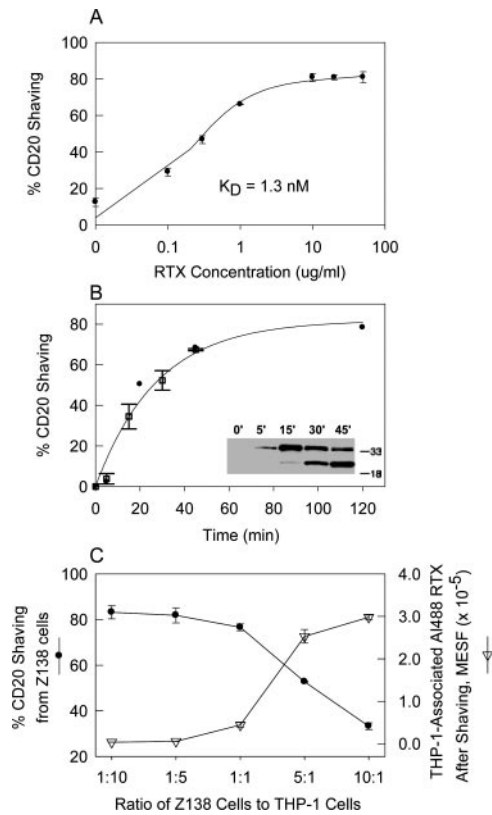 A
100
80
60
40
20
0
% CD20 Shaving
K_D = 1.3 nM
0 0.1 1 10 100
RTX Concentration (ug/ml)
B
80
60
40
20
0
% CD20 Shaving
0' 5' 15' 30' 45'
–33
–18
0 20 40 60 80 100 120
Time (min)
C
100
80
60
40
20
% CD20 Shaving
from Z138 cells
4.0
3.0
2.0
1.0
0.0
THP-1-Associated Al488 RTX
After Shaving, MESF (x 10⁻⁵)
1:10 1:5 1:1 5:1 10:1
Ratio of Z138 Cells to THP-1 Cells